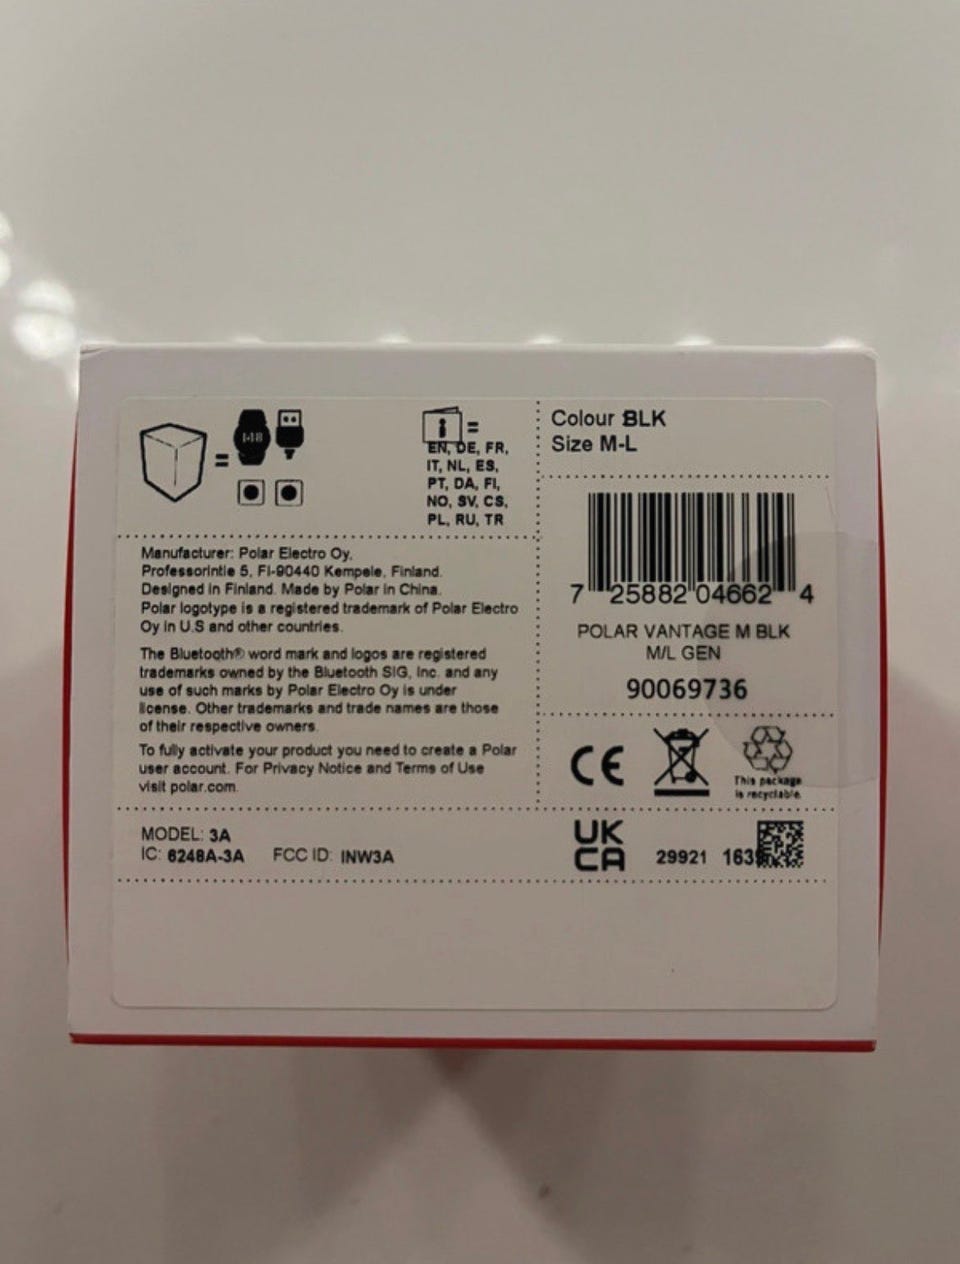 1:18
=
=
EN, DE, FR,
IT, NL, ES,
PT, DA, FI,
NO, SV, CS,
PL, RU, TR
Colour BLK
Size M-L
7 25882 04662 4
POLAR VANTAGE M BLK
M/L GEN
90069736
Manufacturer: Polar Electro Oy,
Professorintie 5, FI-90440 Kempele, Finland.
Designed in Finland. Made by Polar in China.
Polar logotype is a registered trademark of Polar Electro
Oy in U.S and other countries.
The Bluetooth® word mark and logos are registered
trademarks owned by the Bluetooth SIG, Inc. and any
use of such marks by Polar Electro Oy is under
license. Other trademarks and trade names are those
of their respective owners.
To fully activate your product you need to create a Polar
user account. For Privacy Notice and Terms of Use
visit polar.com.
CE
This package
is recyclable.
MODEL: 3A
IC: 6248A-3A FCC ID: INW3A
UK
CA
29921